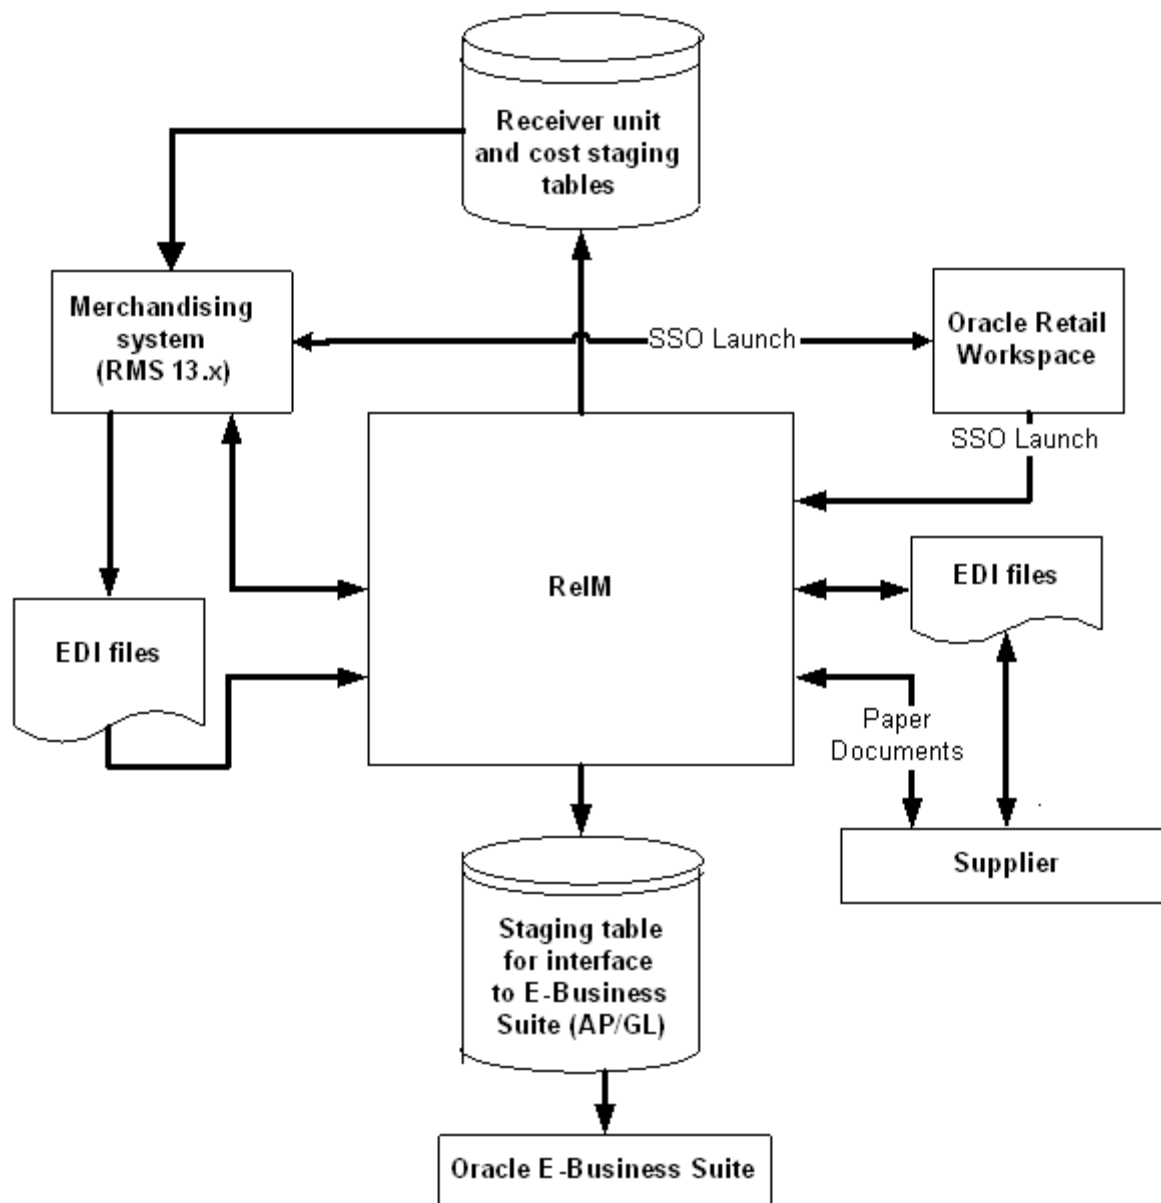 Receiver unit
and cost staging
tables
Merchandising
system
(RMS 13.x)
SSO Launch
Oracle Retail
Workspace
SSO Launch
ReIM
EDI files
EDI files
Paper
Documents
Supplier
Staging table
for interface
to E-Business
Suite (AP/GL)
Oracle E-Business Suite